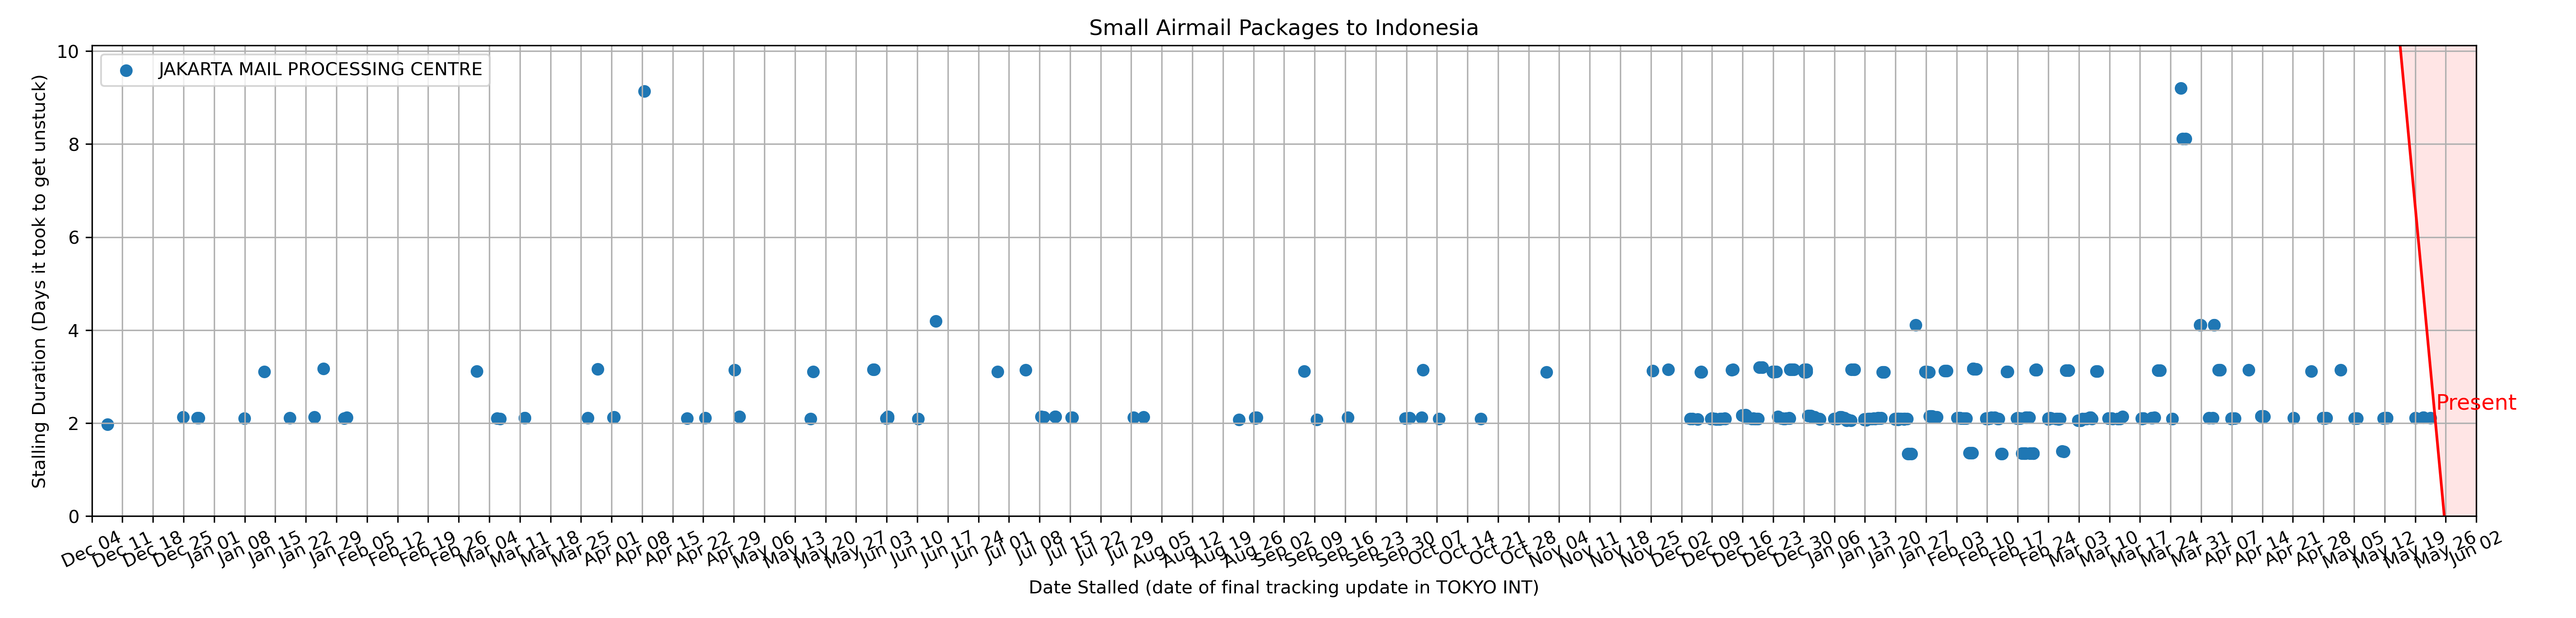 Small Airmail Packages to Indonesia
JAKARTA MAIL PROCESSING CENTRE
Stalling Duration (Days it took to get unstuck)
10
8
6
4
2
0
Present
Dec 04
Dec 11
Dec 18
Dec 25
Jan 01
Jan 08
Jan 15
Jan 22
Jan 29
Feb 05
Feb 12
Feb 19
Feb 26
Mar 04
Mar 11
Mar 18
Mar 25
Apr 01
Apr 08
Apr 15
Apr 22
Apr 29
May 06
May 13
May 20
May 27
Jun 03
Jun 10
Jun 17
Jun 24
Jul 01
Jul 08
Jul 15
Jul 22
Jul 29
Aug 05
Aug 12
Aug 19
Aug 26
Sep 02
Sep 09
Sep 16
Sep 23
Sep 30
Oct 07
Oct 14
Oct 21
Oct 28
Nov 04
Nov 11
Nov 18
Nov 25
Dec 02
Dec 09
Dec 16
Dec 23
Dec 30
Jan 06
Jan 13
Jan 20
Jan 27
Feb 03
Feb 10
Feb 17
Feb 24
Mar 03
Mar 10
Mar 17
Mar 24
Mar 31
Apr 07
Apr 14
Apr 21
Apr 28
May 05
May 12
May 19
May 26
Jun 02
Date Stalled (date of final tracking update in TOKYO INT)